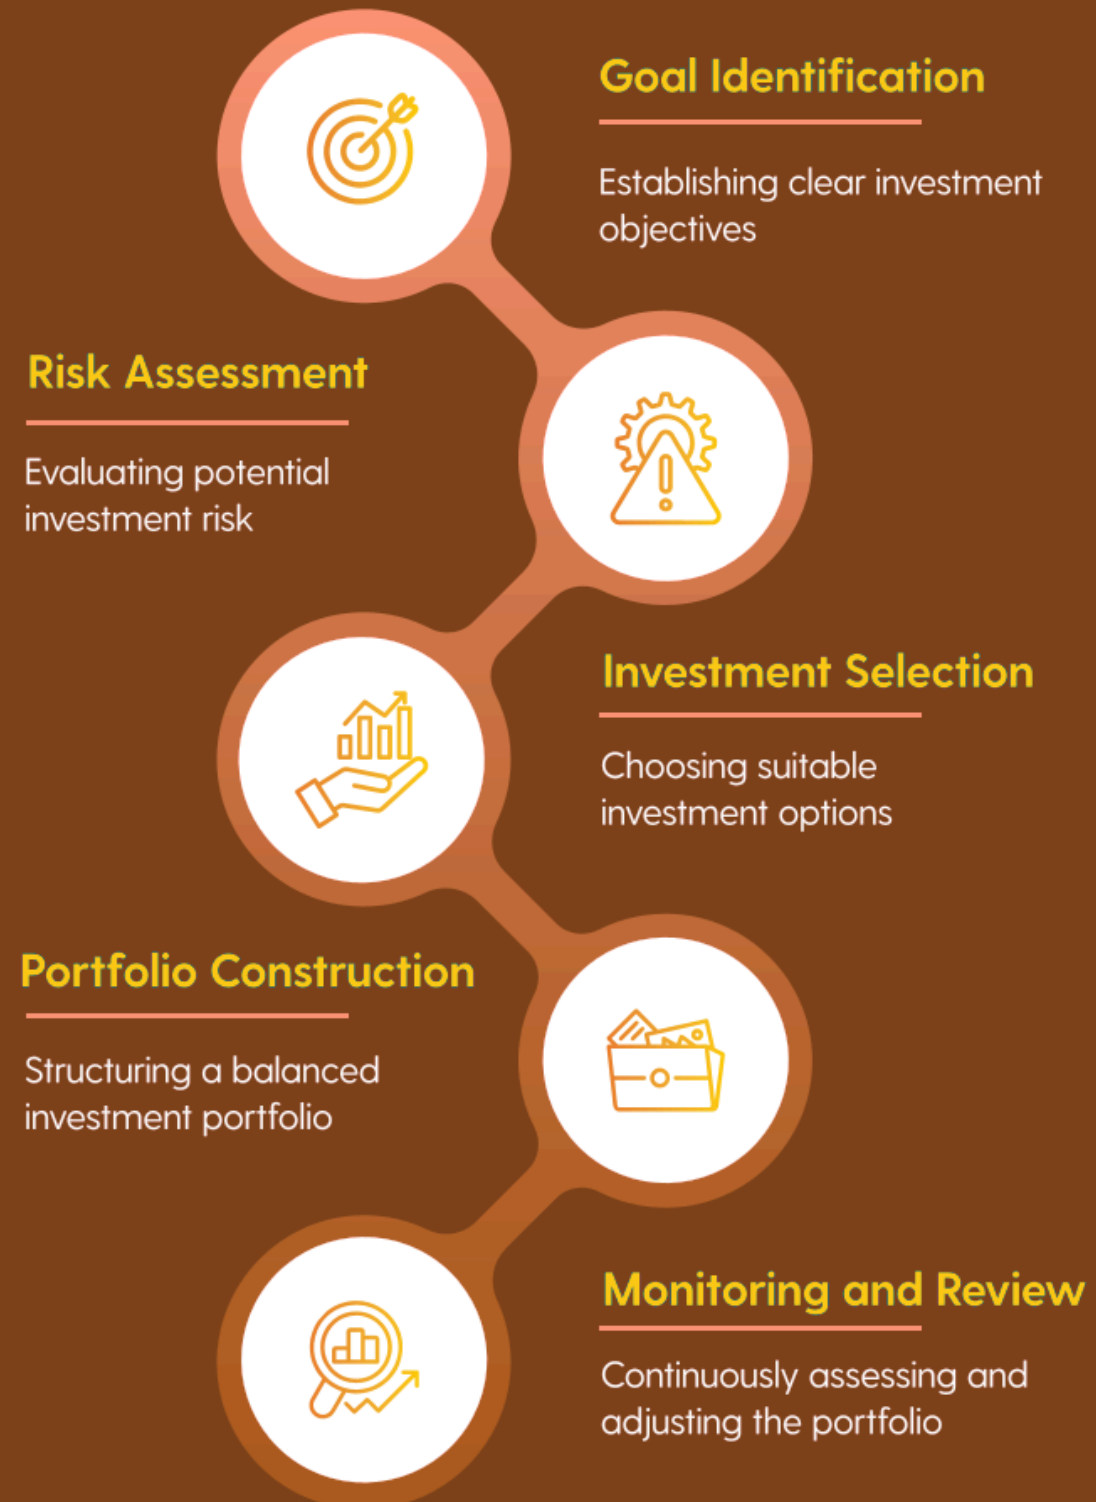 Goal Identification
Establishing clear investment
objectives
Risk Assessment
Evaluating potential
investment risk
Investment Selection
Choosing suitable
investment options
Portfolio Construction
Structuring a balanced
investment portfolio
Monitoring and Review
Continuously assessing and
adjusting the portfolio